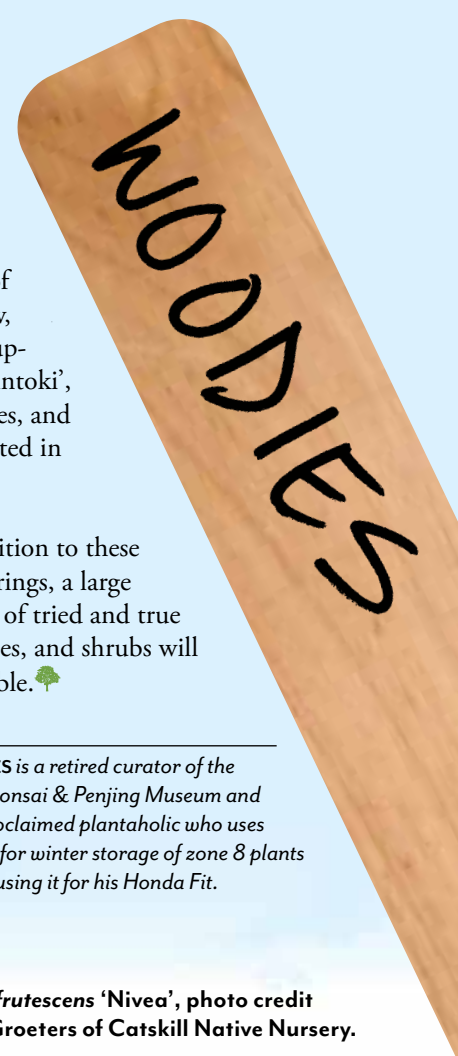 WOODIES
f
,
up-
ntoki',
es, and
ted in
ition to these
rings, a large
of tried and true
es, and shrubs will
ble.
ES is a retired curator of the
onsai & Penjing Museum and
oclaimed plantaholic who uses
for winter storage of zone 8 plants
using it for his Honda Fit.
frutescens 'Nivea', photo credit
Groeters of Catskill Native Nursery.